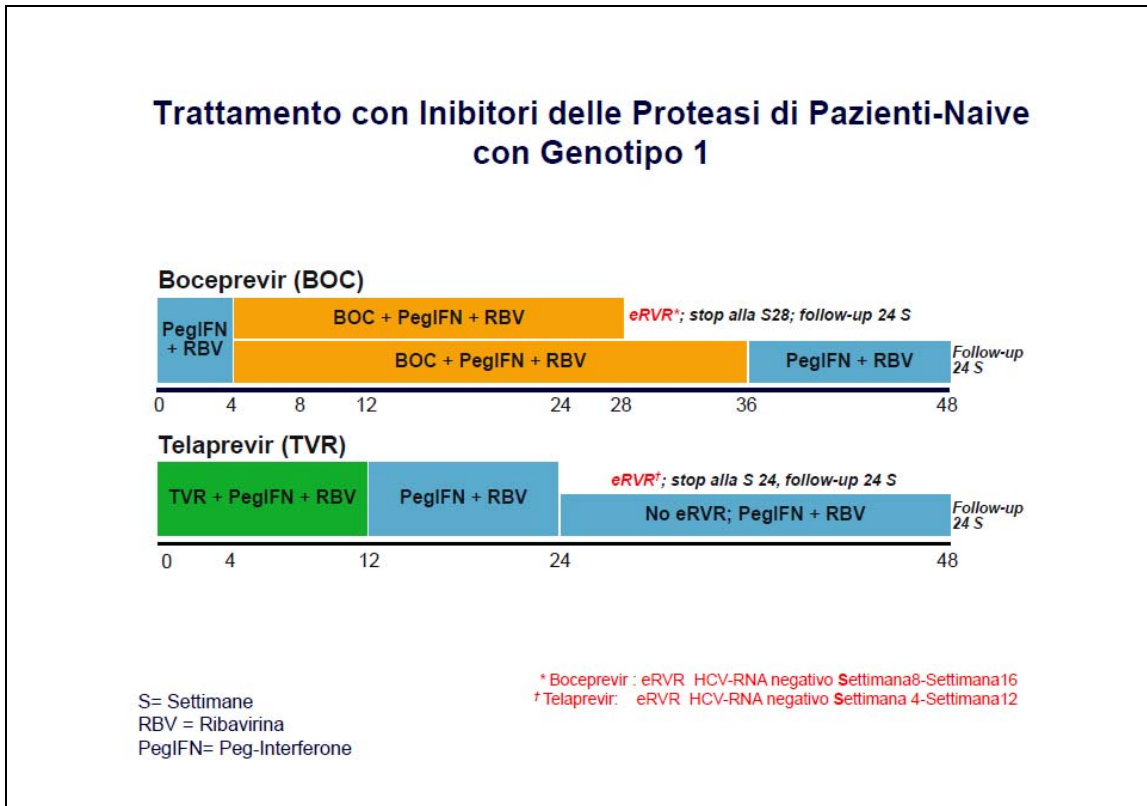 Trattamento con Inibitori delle Proteasi di Pazienti-Naive
con Genotipo 1
Boceprevir (BOC)
PegIFN
+ RBV
BOC + PegIFN + RBV
eRVR*; stop alla S28; follow-up 24 S
BOC + PegIFN + RBV
PegIFN + RBV
Follow-up
24 S
0 4 8 12 24 28 36 48
Telaprevir (TVR)
TVR + PegIFN + RBV
PegIFN + RBV
eRVR†; stop alla S 24, follow-up 24 S
No eRVR; PegIFN + RBV
Follow-up
24 S
0 4 12 24 48
* Boceprevir : eRVR HCV-RNA negativo Settimana8-Settimana16
† Telaprevir: eRVR HCV-RNA negativo Settimana 4-Settimana12
S= Settimane
RBV = Ribavirina
PegIFN= Peg-Interferone